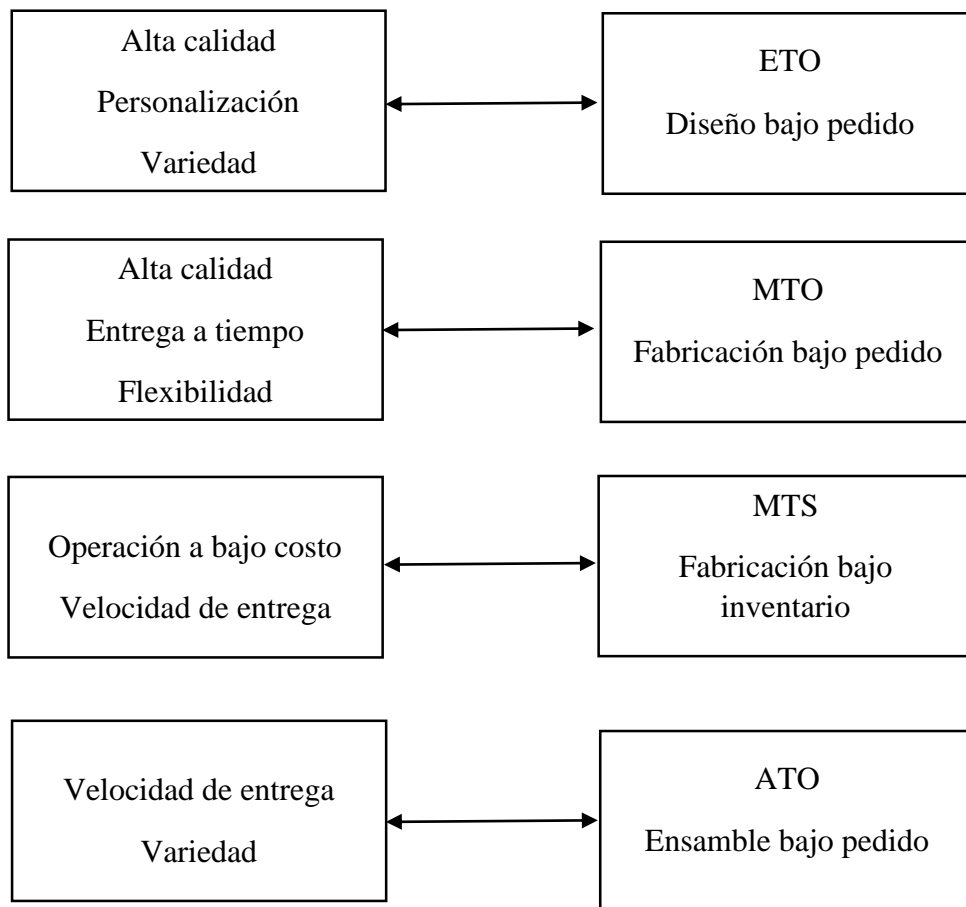 Alta calidad
Personalización
Variedad
ETO
Diseño bajo pedido
Alta calidad
Entrega a tiempo
Flexibilidad
MTO
Fabricación bajo pedido
Operación a bajo costo
Velocidad de entrega
MTS
Fabricación bajo
inventario
Velocidad de entrega
Variedad
ATO
Ensamble bajo pedido